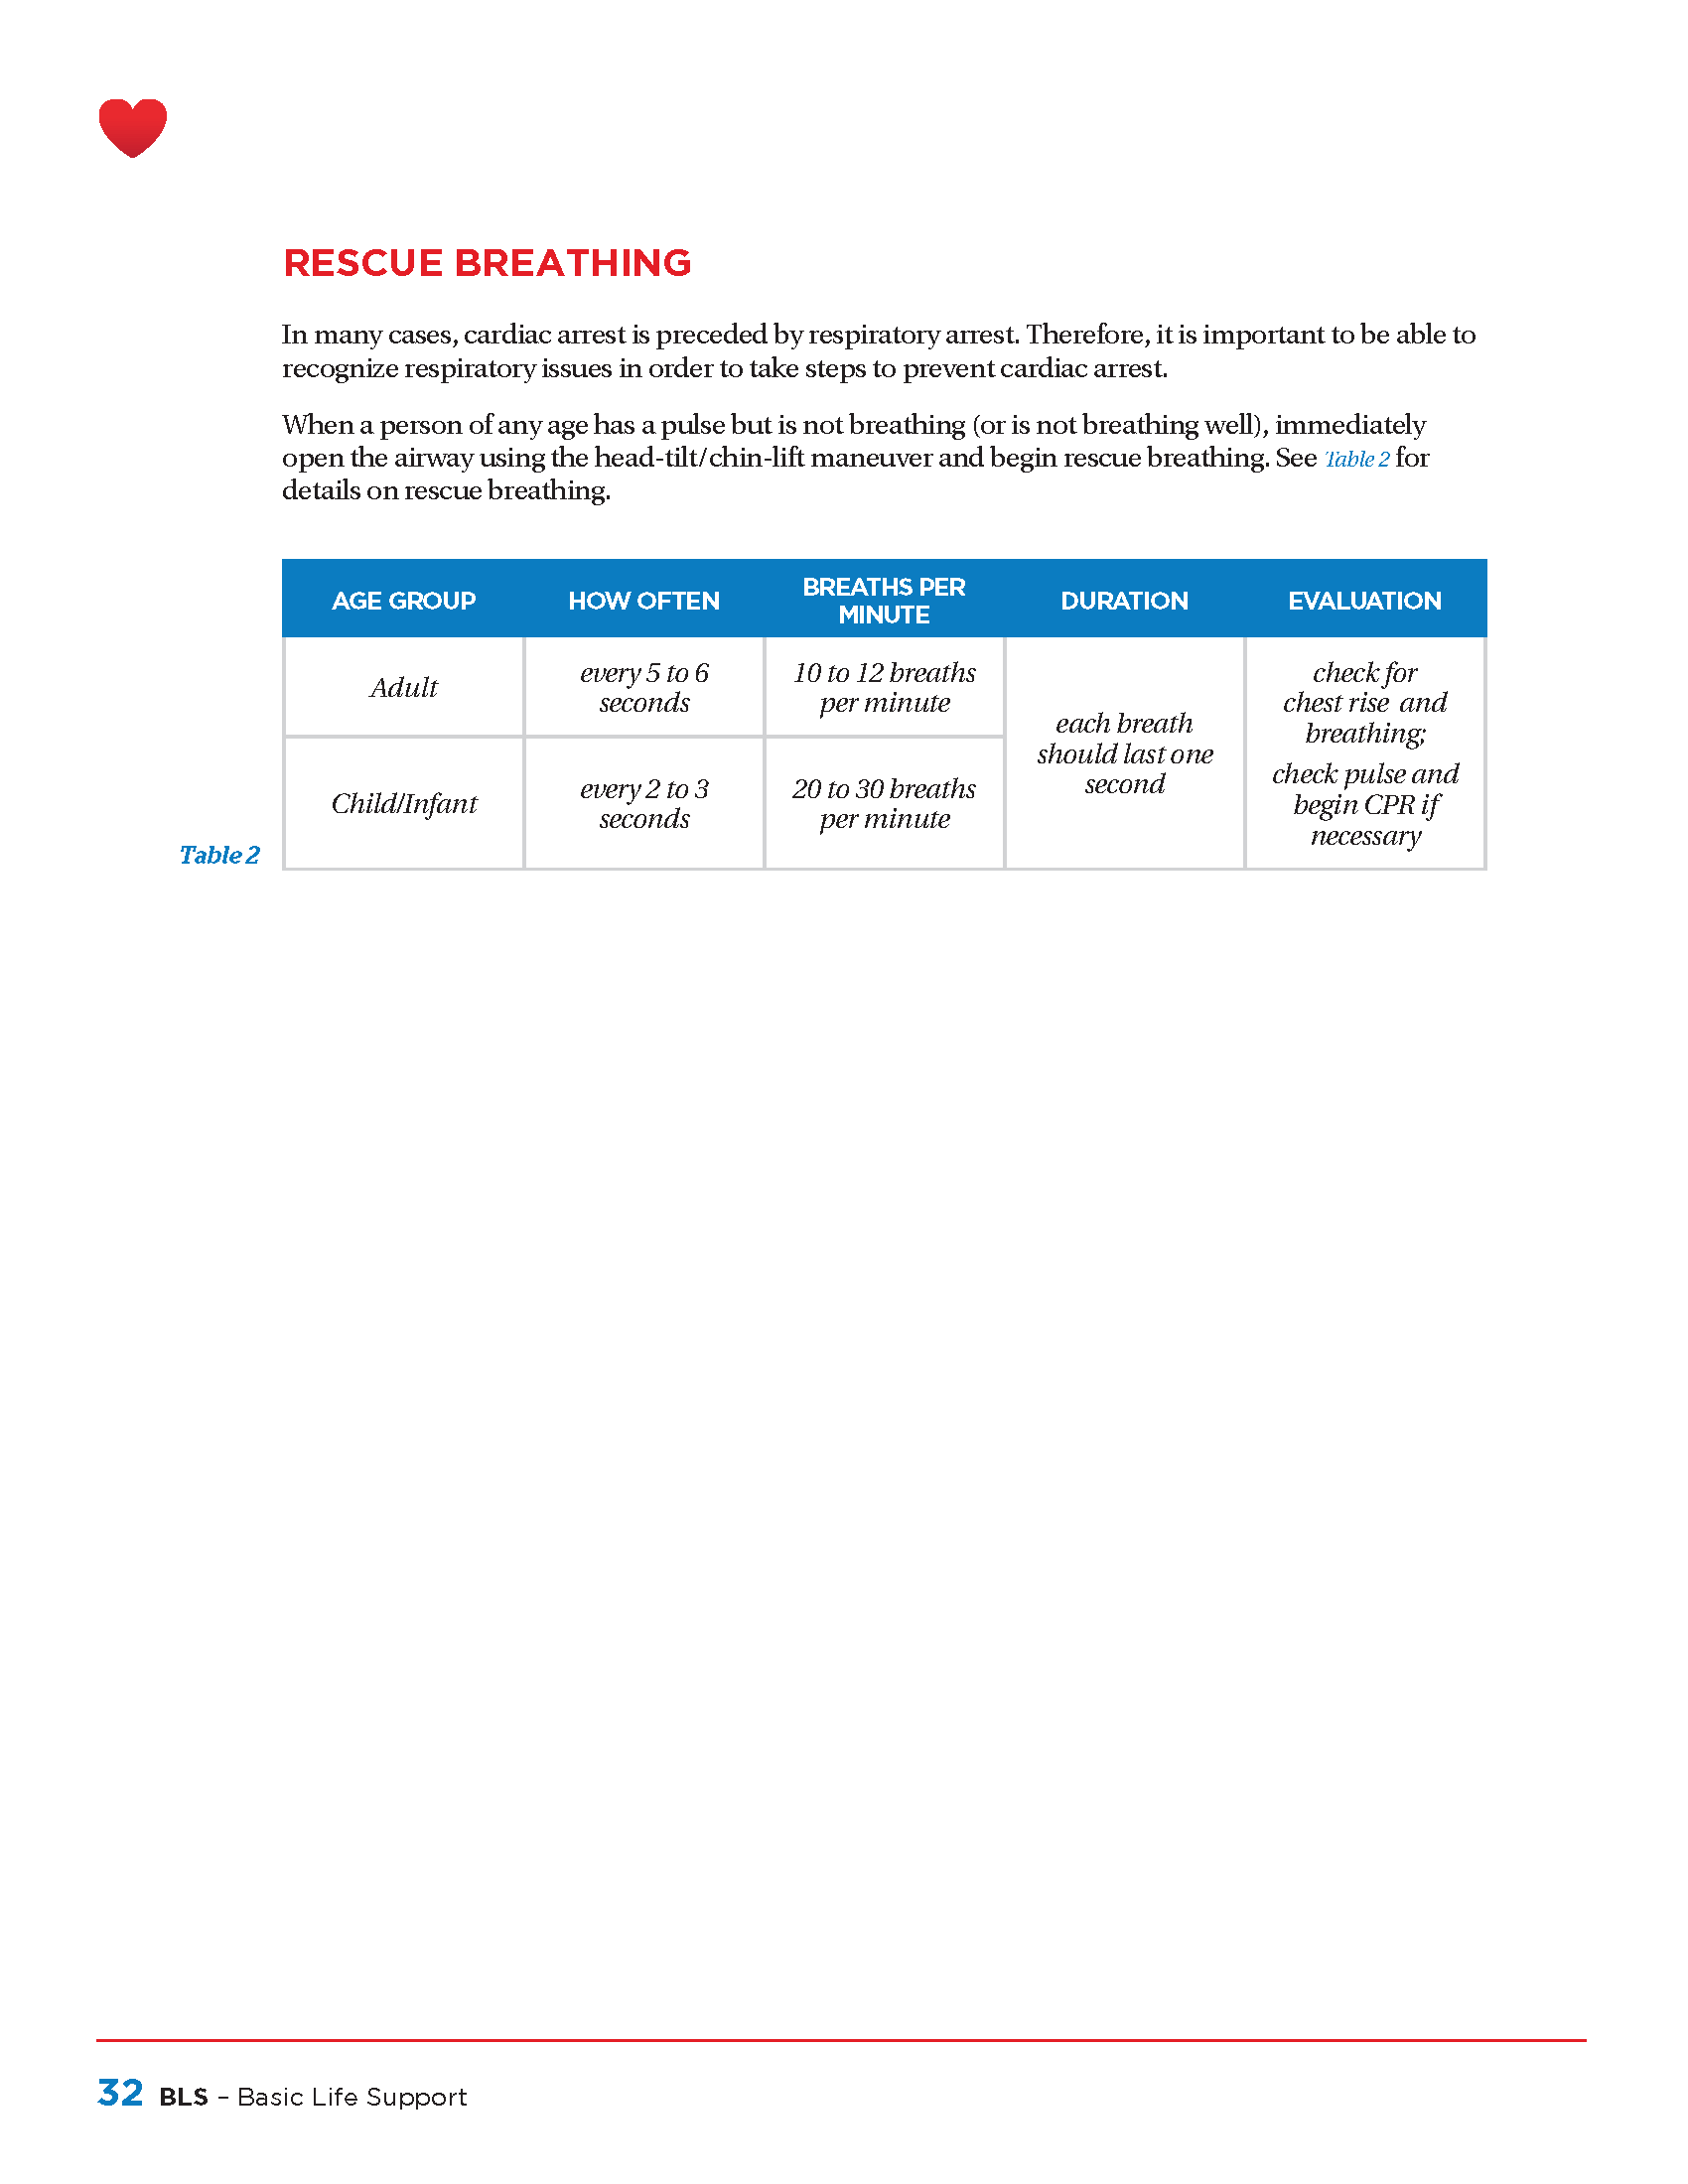 RESCUE BREATHING
In many cases, cardiac arrest is preceded by respiratory arrest. Therefore, it is important to be able to
recognize respiratory issues in order to take steps to prevent cardiac arrest.
When a person of any age has a pulse but is not breathing (or is not breathing well), immediately
open the airway using the head-tilt/chin-lift maneuver and begin rescue breathing. See Table 2 for
details on rescue breathing.
AGE GROUP
HOW OFTEN
BREATHS PER
MINUTE
DURATION
EVALUATION
Adult
every 5 to 6
seconds
10 to 12 breaths
per minute
each breath
should last one
second
check for
chest rise and
breathing;
check pulse and
begin CPR if
necessary
Child/Infant
every 2 to 3
seconds
20 to 30 breaths
per minute
Table 2
32 BLS – Basic Life Support